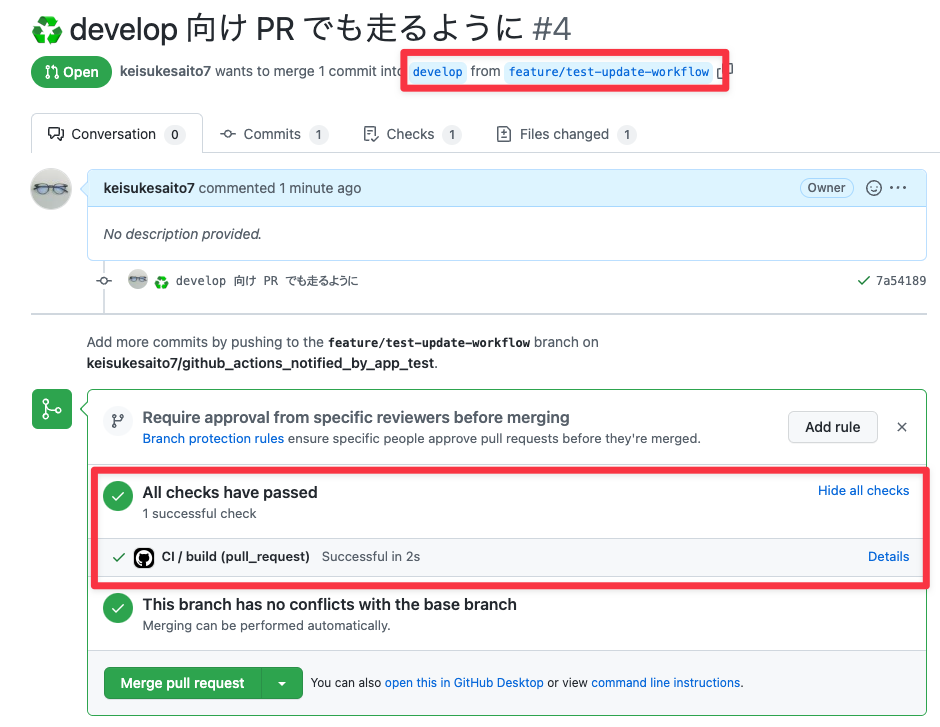 ♻️ develop 向け PR でも走るように #4
Open keisukesaito7 wants to merge 1 commit into develop from feature/test-update-workflow
Conversation 0 Commits 1 Checks 1 Files changed 1
keisukesaito7 commented 1 minute ago Owner
No description provided.
♻️ develop 向け PR でも走るように 7a54189
Add more commits by pushing to the feature/test-update-workflow branch on
keisukesaito7/github_actions_notified_by_app_test.
Require approval from specific reviewers before merging
Branch protection rules ensure specific people approve pull requests before they're merged.
Add rule
All checks have passed
Hide all checks
1 successful check
CI / build (pull_request) Successful in 2s Details
This branch has no conflicts with the base branch
Merging can be performed automatically.
Merge pull request You can also open this in GitHub Desktop or view command line instructions.